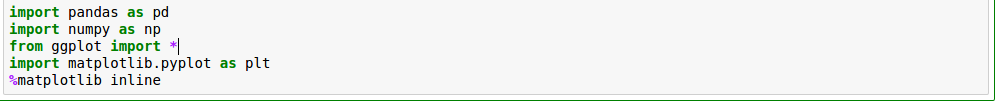 import pandas as pd
import numpy as np
from ggplot import *
import matplotlib.pyplot as plt
%matplotlib inline